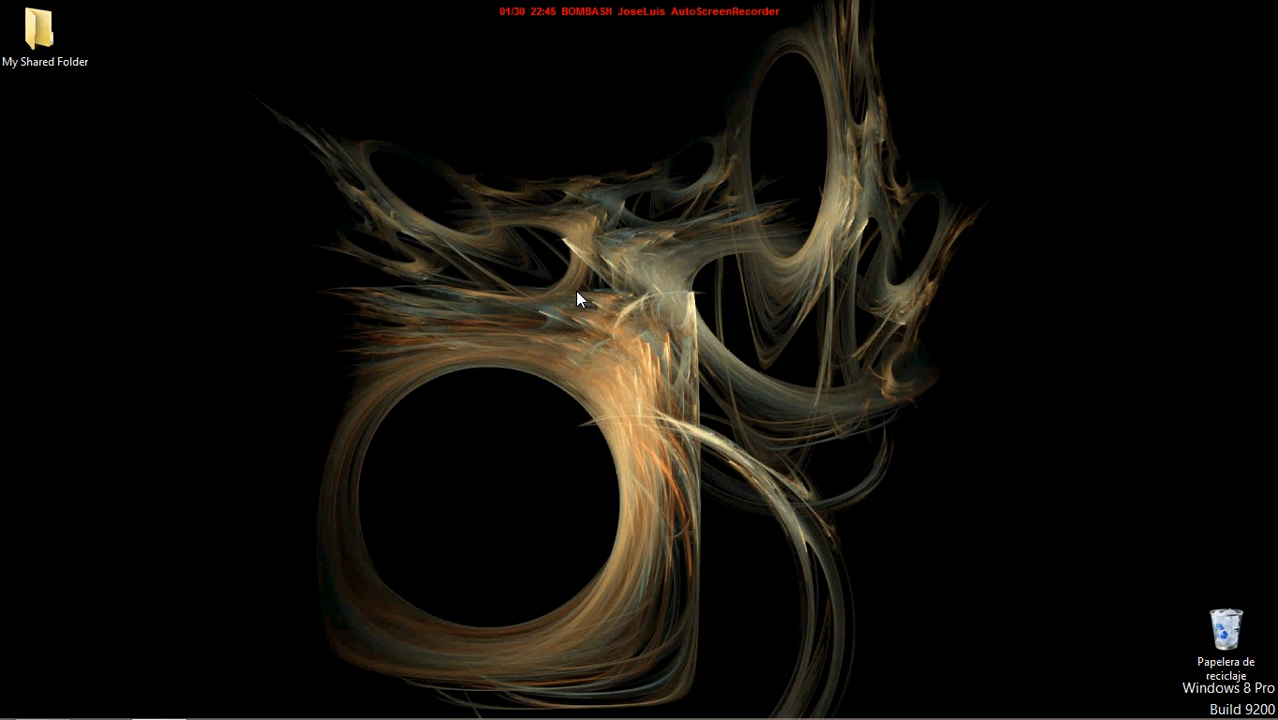 01/30 22:45 BOMBASH JoseLuis AutoScreenRecorder
My Shared Folder
Papelera de
reciclaje
Windows 8 Pro
Build 9200